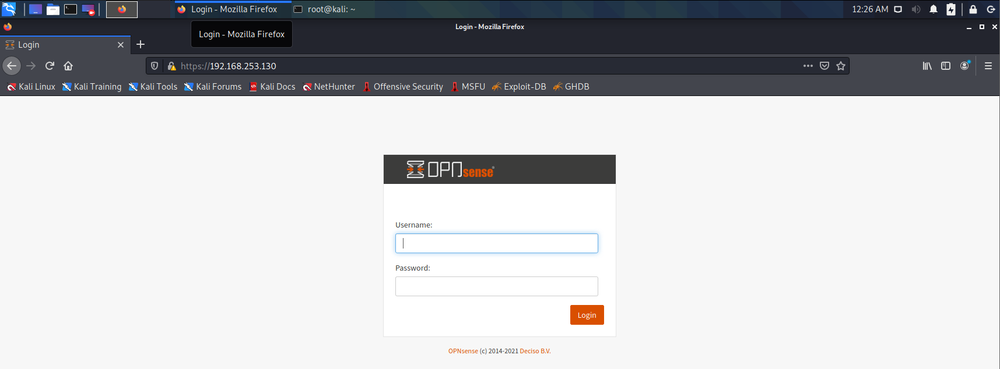 Login - Mozilla Firefox
root@kali: ~
12:26 AM
Login - Mozilla Firefox
Login - Mozilla Firefox
Login
https://192.168.253.130
Kali Linux Kali Training Kali Tools Kali Forums Kali Docs NetHunter Offensive Security MSFU Exploit-DB GHDB
OPNsense
Username:
Password:
Login
OPNsense (c) 2014-2021 Deciso B.V.